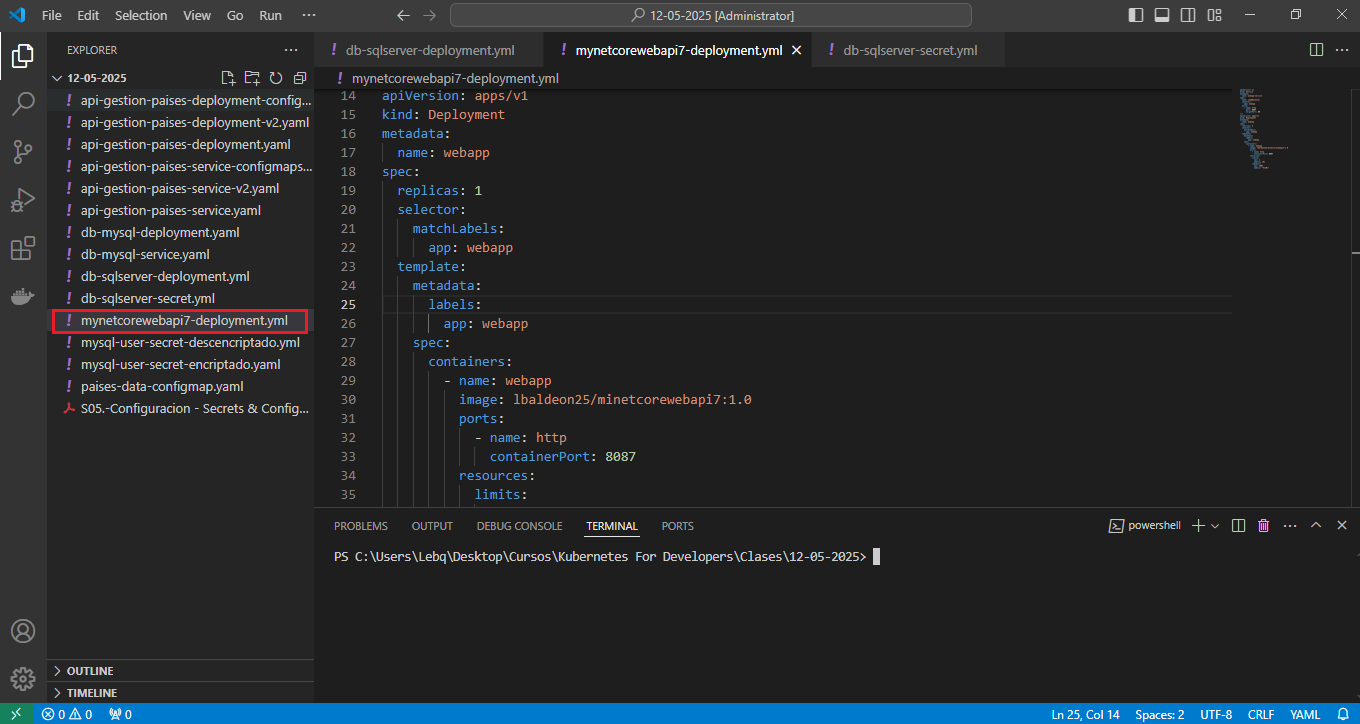 File Edit Selection View Go Run ···
12-05-2025 [Administrator]
EXPLORER ···
12-05-2025
! api-gestion-paises-deployment-config...
! api-gestion-paises-deployment-v2.yaml
! api-gestion-paises-deployment.yaml
! api-gestion-paises-service-configmaps...
! api-gestion-paises-service-v2.yaml
! api-gestion-paises-service.yaml
! db-mysql-deployment.yaml
! db-mysql-service.yaml
! db-sqlserver-deployment.yml
! db-sqlserver-secret.yml
! mynetcorewebapi7-deployment.yml
! mysql-user-secret-descencriptado.yml
! mysql-user-secret-encriptado.yaml
! paises-data-configmap.yaml
S05.-Configuracion - Secrets & Config...
OUTLINE
TIMELINE
! db-sqlserver-deployment.yml
! mynetcorewebapi7-deployment.yml
! db-sqlserver-secret.yml
! mynetcorewebapi7-deployment.yml
14 apiVersion: apps/v1
15 kind: Deployment
16 metadata:
17 name: webapp
18 spec:
19 replicas: 1
20 selector:
21 matchLabels:
22 app: webapp
23 template:
24 metadata:
25 labels:
26 app: webapp
27 spec:
28 containers:
29 - name: webapp
30 image: lbaldeon25/minetcorewebapi7:1.0
31 ports:
32 - name: http
33 containerPort: 8087
34 resources:
35 limits:
PROBLEMS OUTPUT DEBUG CONSOLE TERMINAL PORTS
powershell
PS C:\Users\Lebq\Desktop\Cursos\Kubernetes For Developers\Clases\12-05-2025>
0 0 0
Ln 25, Col 14 Spaces: 2 UTF-8 CRLF YAML